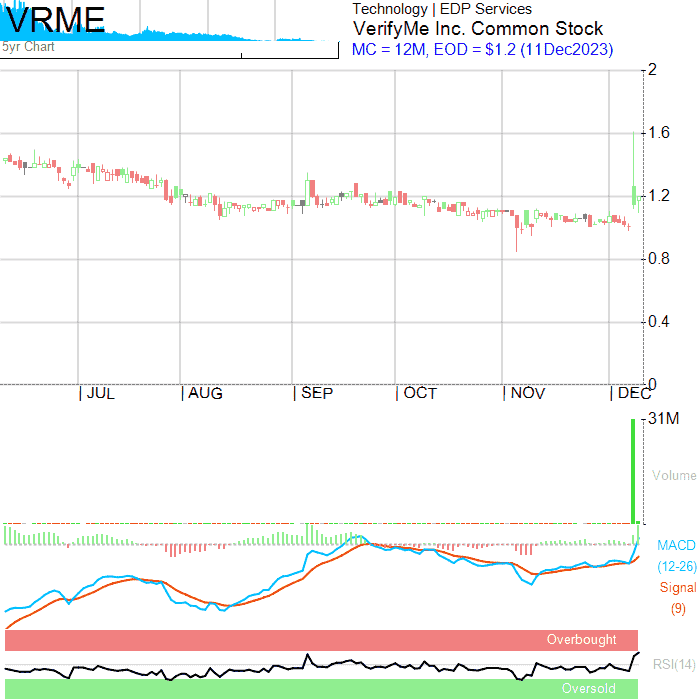 VRME
5yr Chart
Technology | EDP Services
VerifyMe Inc. Common Stock
MC = 12M, EOD = $1.2 (11Dec2023)
2
1.6
1.2
0.8
0.4
0
JUL AUG SEP OCT NOV DEC
31M
Volume
MACD
(12-26)
Signal
(9)
Overbought
RSI(14)
Oversold